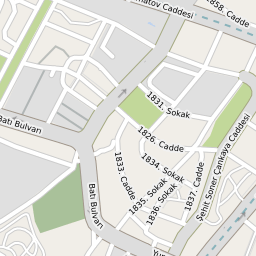 matov Caddesi
1858. Cadde
1831. Sokak
Batı Bulvarı
1826. Cadde
1833. Cadde
1834. Sokak
Şehit Soner Çankaya Caddesi
Batı Bulvarı
1835. Sokak
1836. Sokak
1837. Cadde